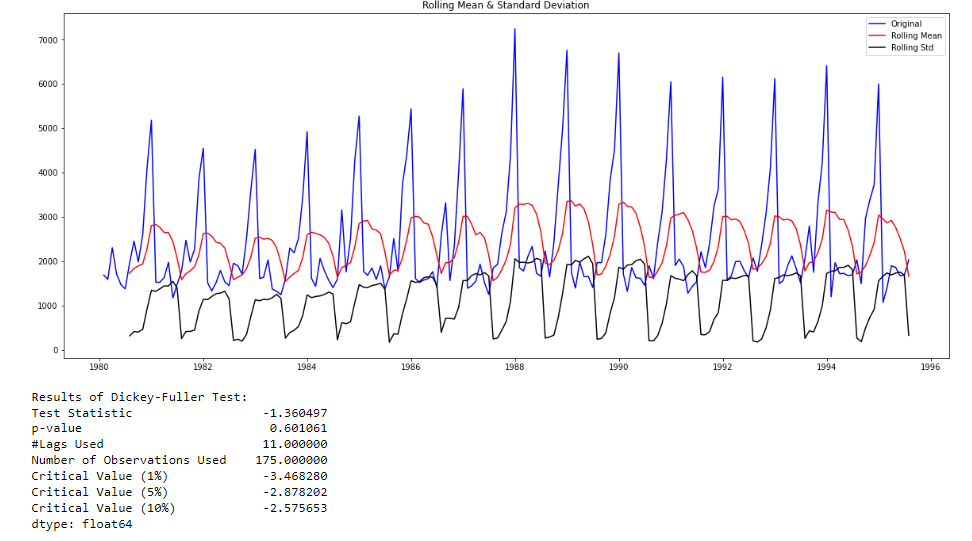 Rolling Mean & Standard Deviation
Original
Rolling Mean
Rolling Std
7000
6000
5000
4000
3000
2000
1000
0
1980 1982 1984 1986 1988 1990 1992 1994 1996
Results of Dickey-Fuller Test:
Test Statistic -1.360497
p-value 0.601061
#Lags Used 11.000000
Number of Observations Used 175.000000
Critical Value (1%) -3.468280
Critical Value (5%) -2.878202
Critical Value (10%) -2.575653
dtype: float64